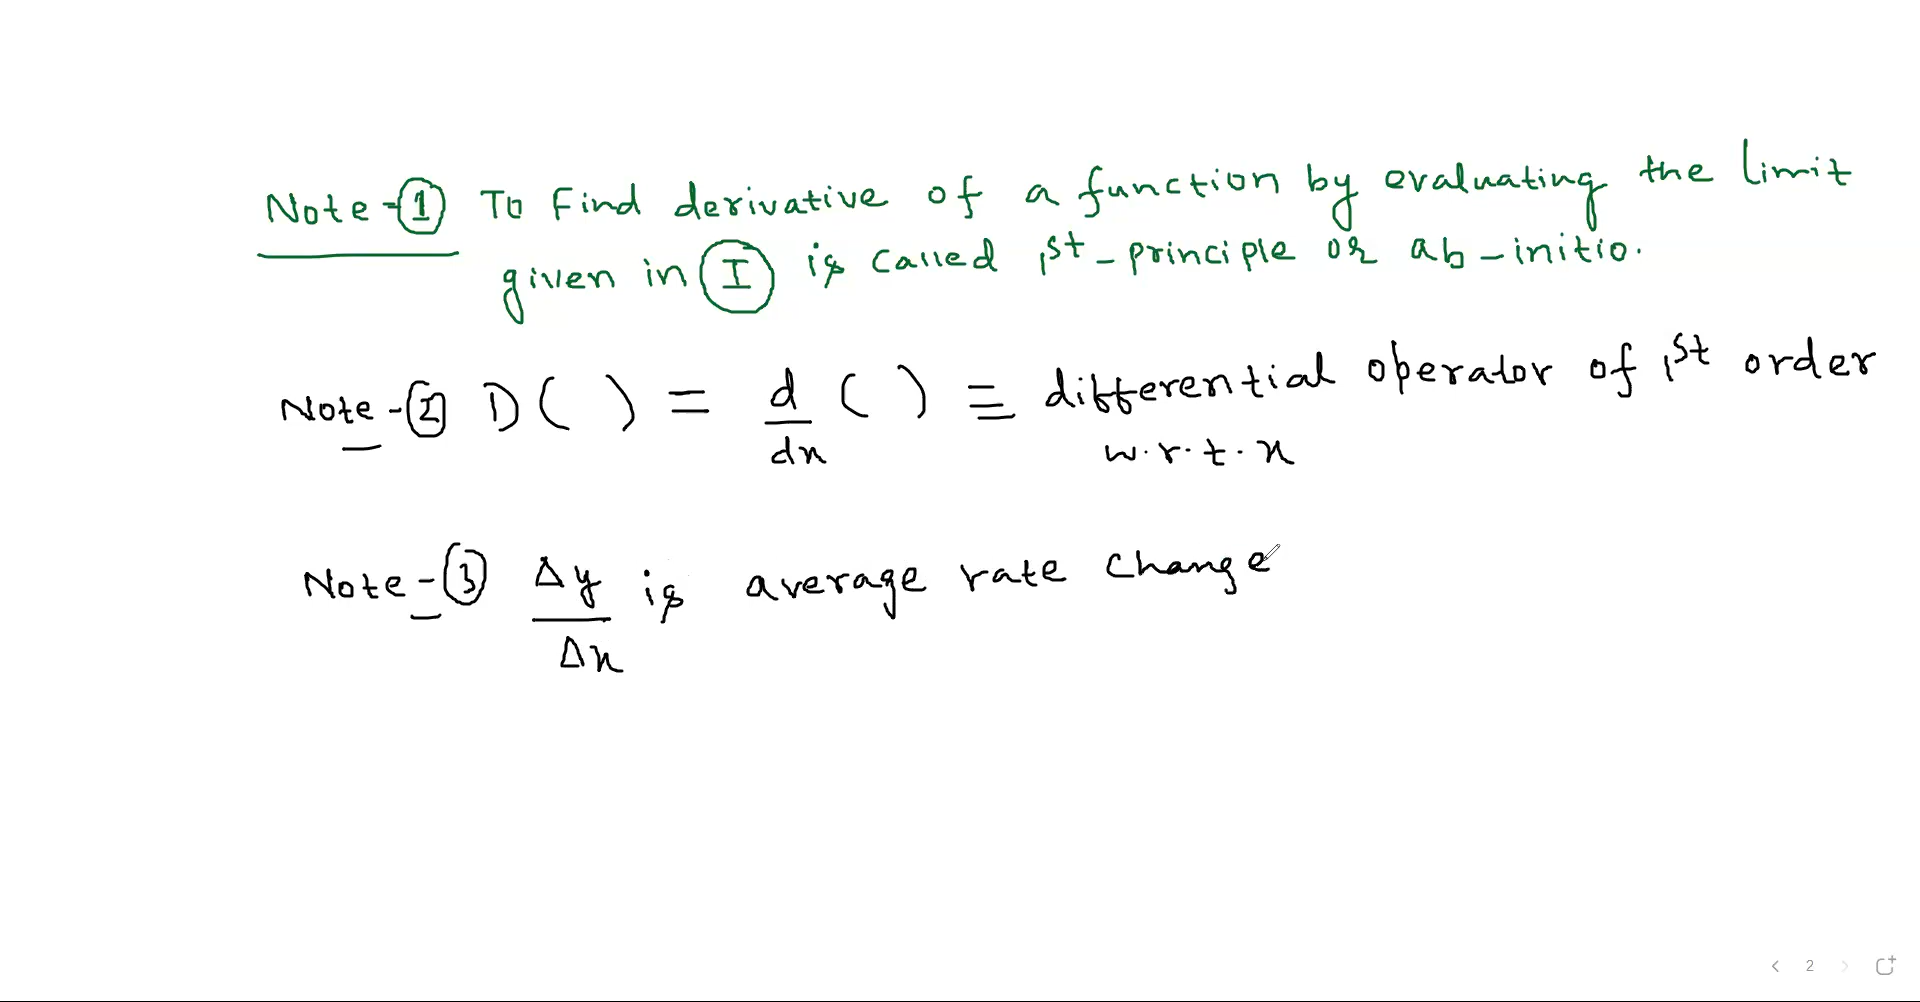 Note-① To Find derivative of a function by evaluating the limit
given in Ⓘ is called 1st-principle or ab-initio.
Note-② D( ) = d/dx ( ) ≡ differential operator of 1st order
w.r.t.x
Note-③ Δy/Δx is average rate change
2